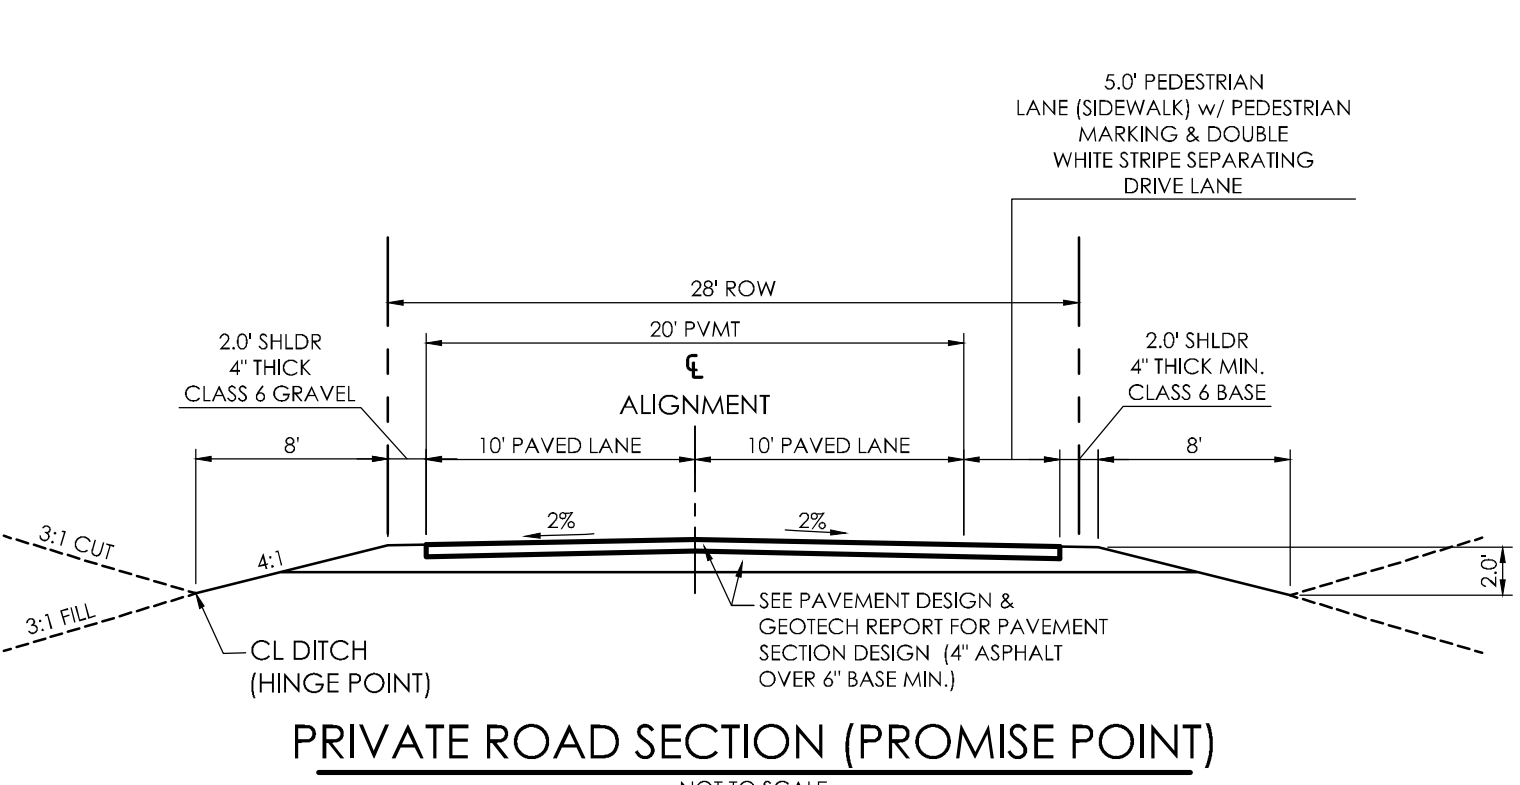 5.0' PEDESTRIAN
LANE (SIDEWALK) w/ PEDESTRIAN
MARKING & DOUBLE
WHITE STRIPE SEPARATING
DRIVE LANE
28' ROW
20' PVMT
2.0' SHLDR
4" THICK
CLASS 6 GRAVEL
2.0' SHLDR
4" THICK MIN.
CLASS 6 BASE
℄
ALIGNMENT
8'
10' PAVED LANE
10' PAVED LANE
8'
2%
2%
3:1 CUT
4:1
3:1 FILL
2.0'
CL DITCH
(HINGE POINT)
SEE PAVEMENT DESIGN &
GEOTECH REPORT FOR PAVEMENT
SECTION DESIGN (4" ASPHALT
OVER 6" BASE MIN.)
PRIVATE ROAD SECTION (PROMISE POINT)
NOT TO SCALE